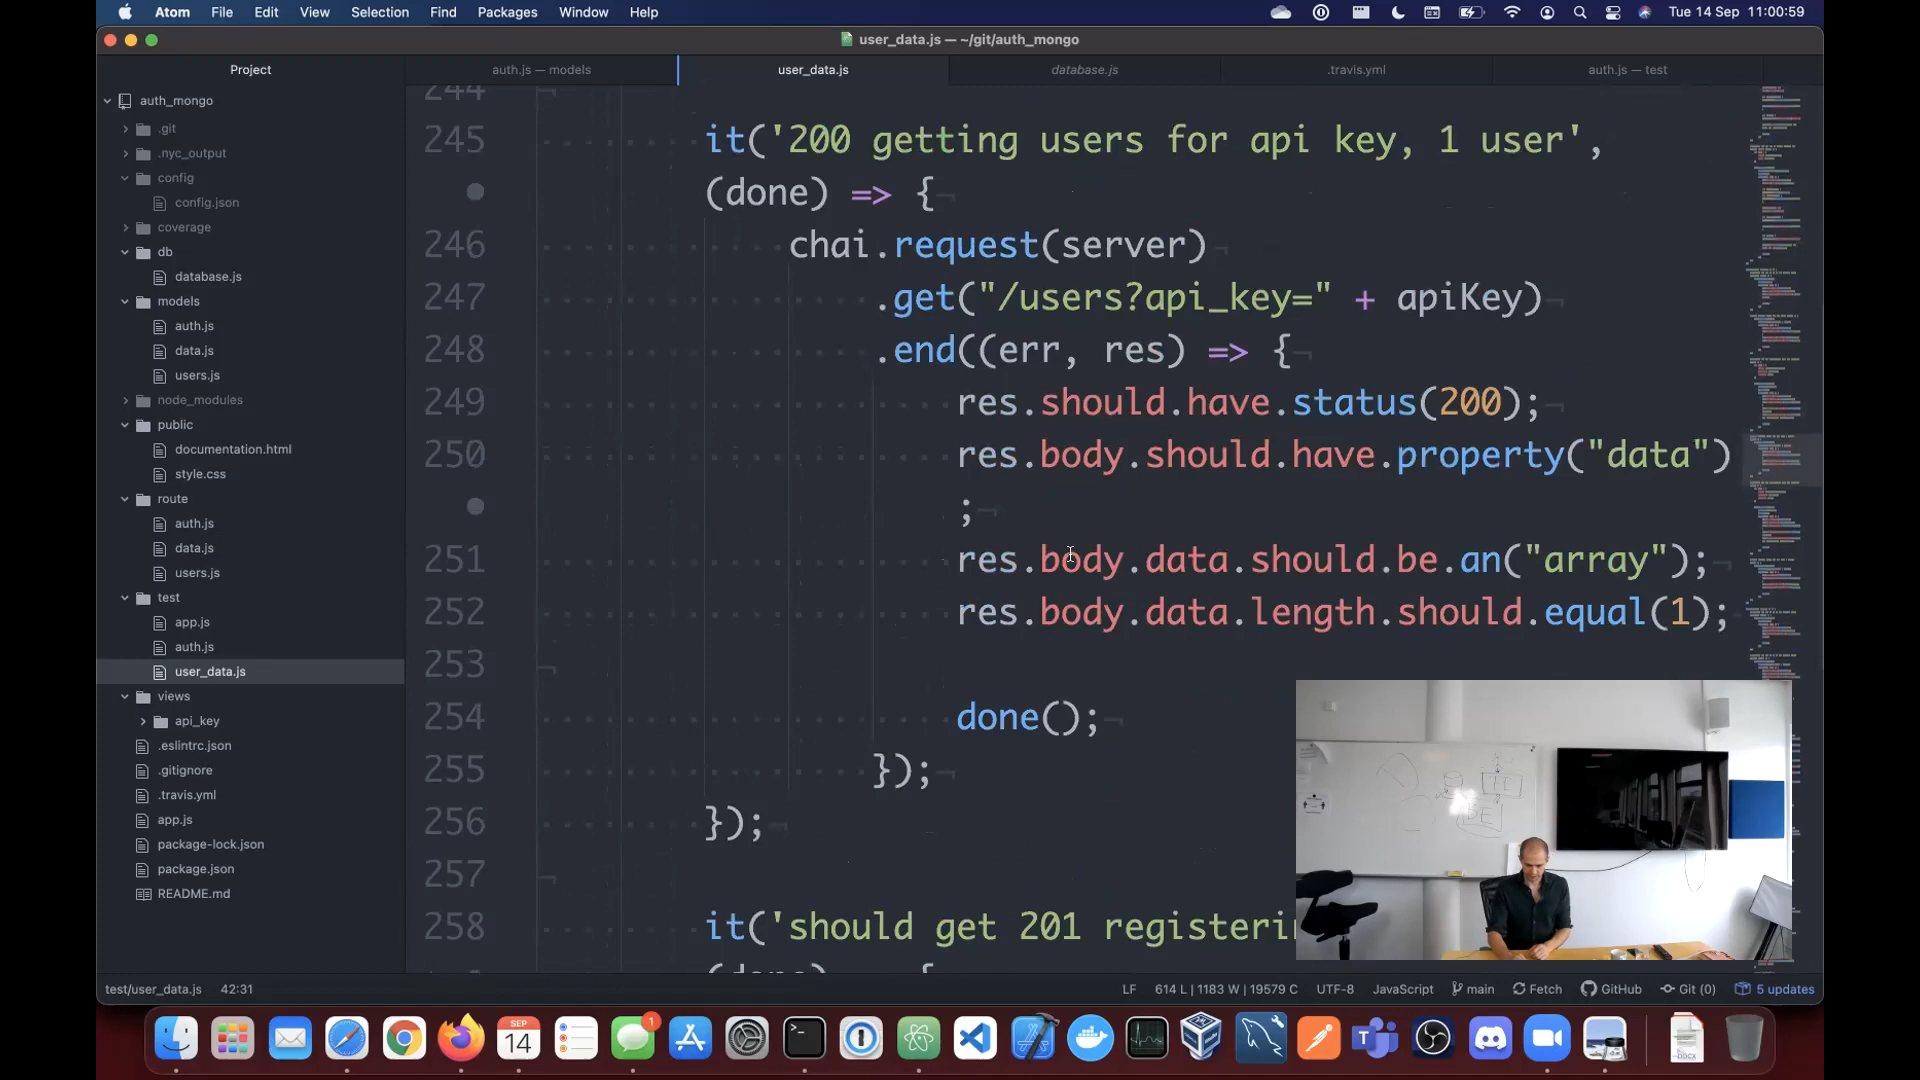 Atom File Edit View Selection Find Packages Window Help Tue 14 Sep 11:00:59
user_data.js — ~/git/auth_mongo
Project auth.js — models user_data.js database.js .travis.yml auth.js — test
auth_mongo
.git
.nyc_output
config
config.json
coverage
db
database.js
models
auth.js
data.js
users.js
node_modules
public
documentation.html
style.css
route
auth.js
data.js
users.js
test
app.js
auth.js
user_data.js
views
api_key
.eslintrc.json
.gitignore
.travis.yml
app.js
package-lock.json
package.json
README.md
244
245 it('200 getting users for api key, 1 user',
(done) => {
246 chai.request(server)
247 .get("/users?api_key=" + apiKey)
248 .end((err, res) => {
249 res.should.have.status(200);
250 res.body.should.have.property("data")
;
251 res.body.data.should.be.an("array");
252 res.body.data.length.should.equal(1);
253
254 done();
255 });
256 });
257
258 it('should get 201 registerin
(done) => {
test/user_data.js 42:31 LF 614 L | 1183 W | 19579 C UTF-8 JavaScript main Fetch GitHub Git (0) 5 updates
SEP
14
1
DOCX